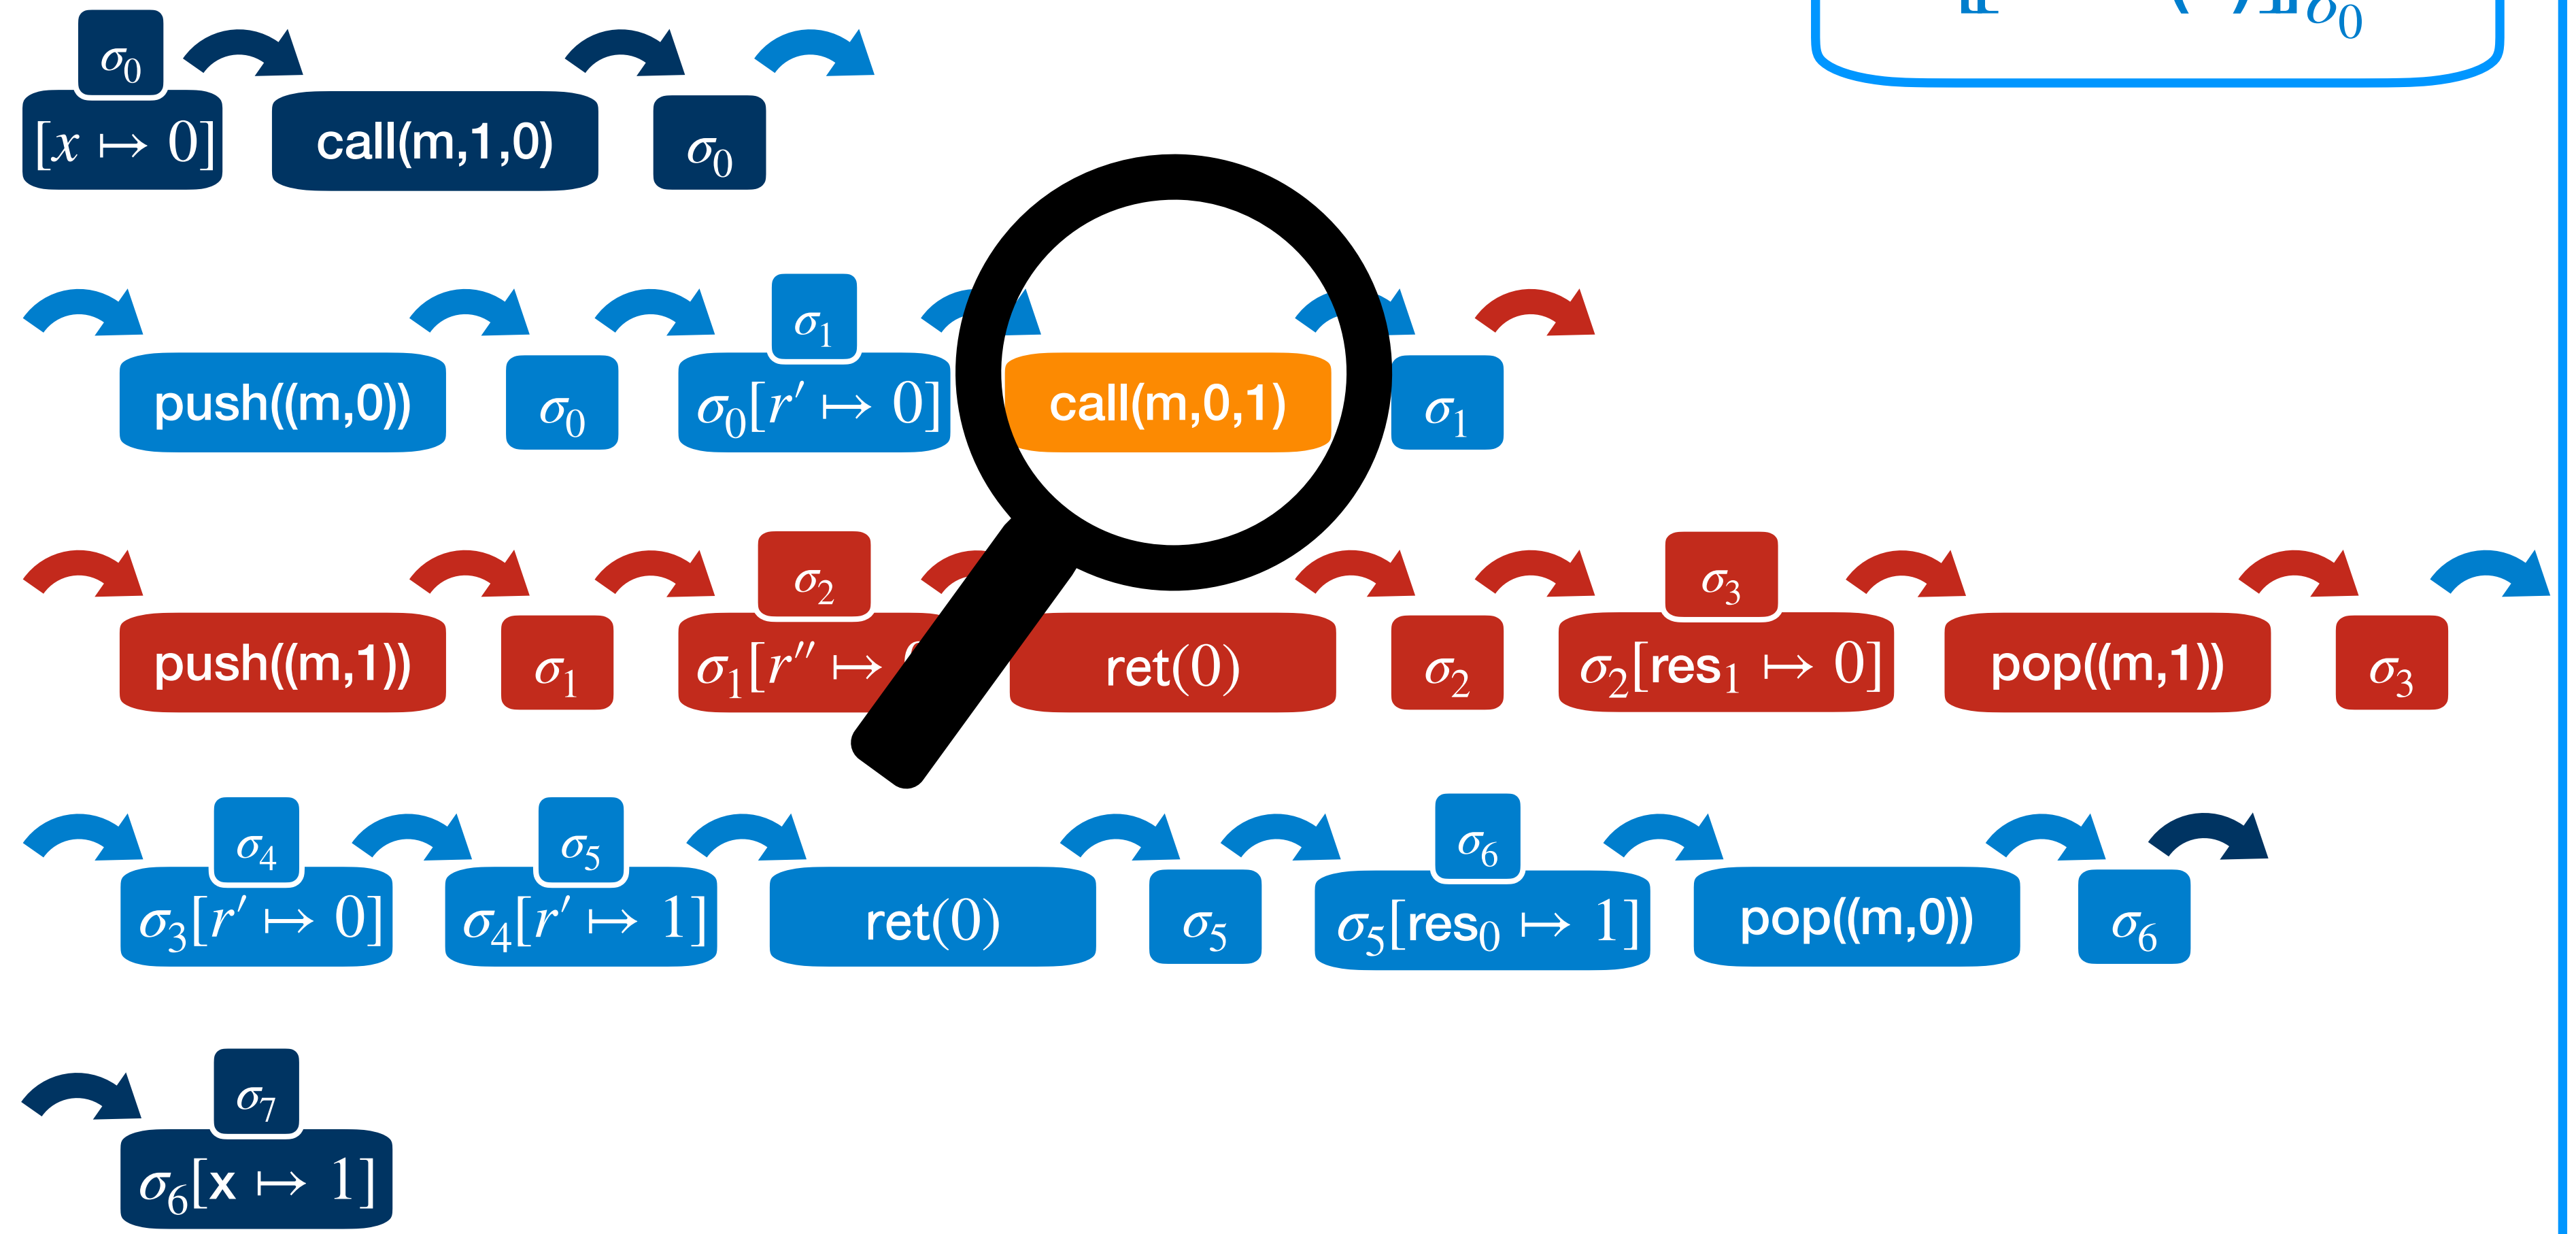 σ₀
[x ↦ 0] call(m,1,0) σ₀
σ₀
σ₁
push((m,0)) σ₀ σ₀[r′ ↦ 0] call(m,0,1) σ₁
σ₂ σ₃
push((m,1)) σ₁ σ₁[r″ ↦ ret(0) σ₂ σ₂[res₁ ↦ 0] pop((m,1)) σ₃
σ₄ σ₅ σ₆
σ₃[r′ ↦ 0] σ₄[r′ ↦ 1] ret(0) σ₅ σ₅[res₀ ↦ 1] pop((m,0)) σ₆
σ₇
σ₆[x ↦ 1]